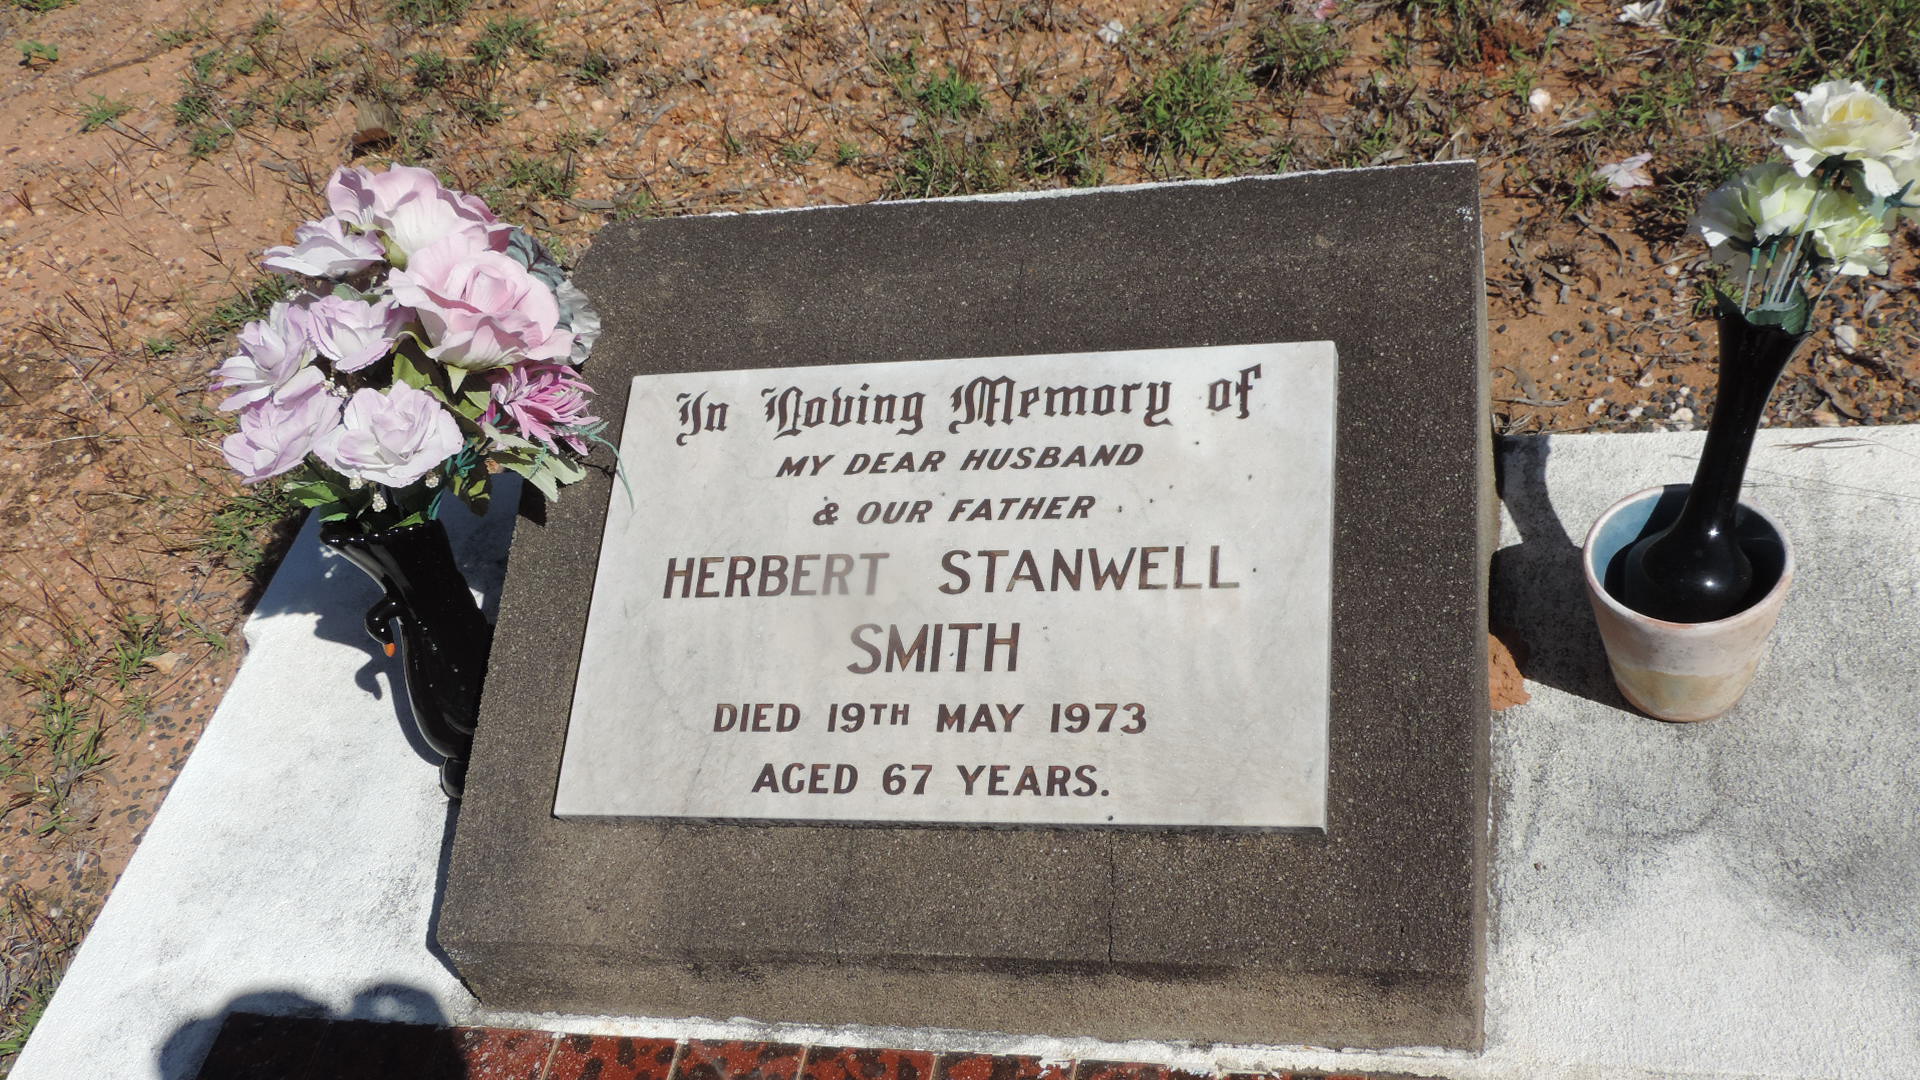 In Loving Memory of
MY DEAR HUSBAND
& OUR FATHER
HERBERT STANWELL
SMITH
DIED 19TH MAY 1973
AGED 67 YEARS.